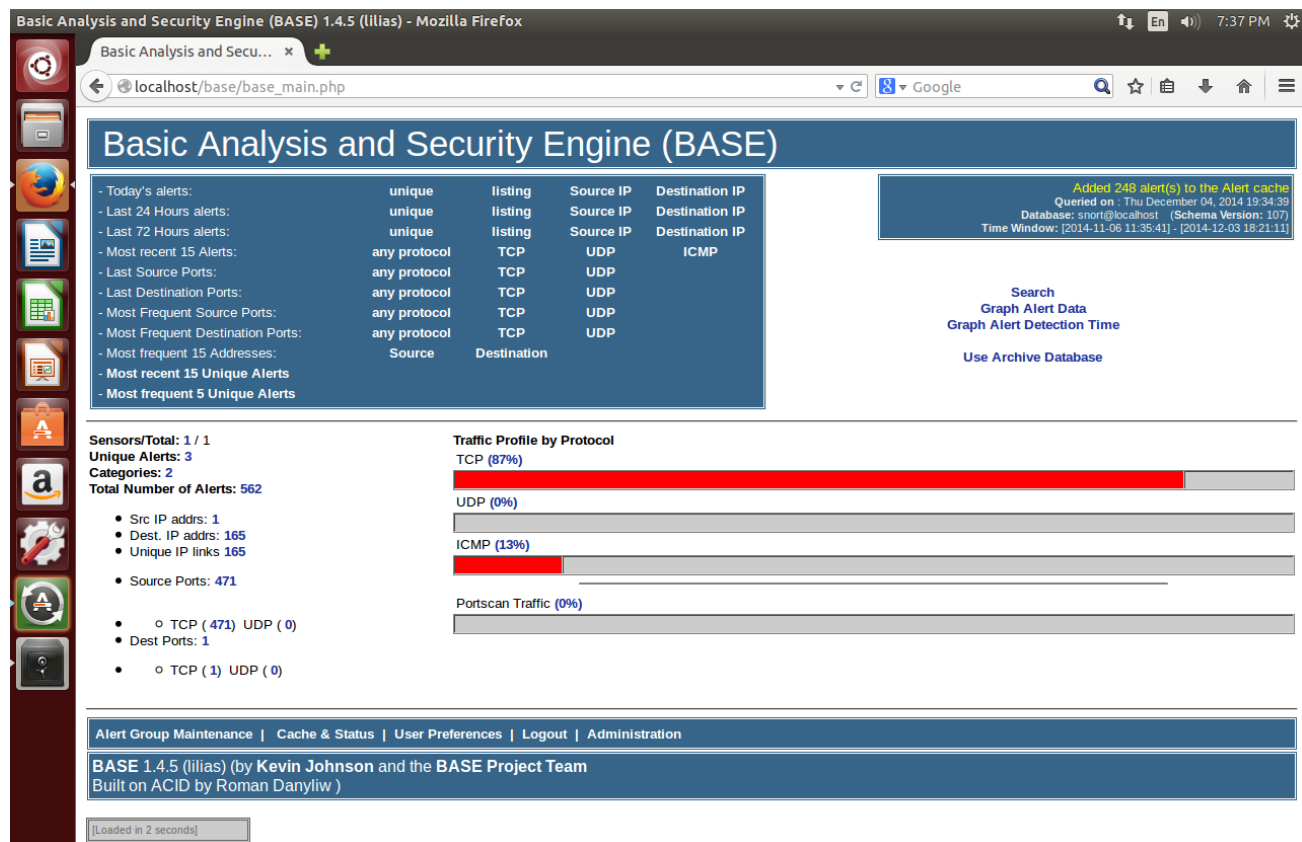 Basic Analysis and Security Engine (BASE) 1.4.5 (lilias) - Mozilla Firefox En 7:37 PM
Basic Analysis and Secu... ×
localhost/base/base_main.php 8 Google
Basic Analysis and Security Engine (BASE)
- Today's alerts: unique listing Source IP Destination IP
- Last 24 Hours alerts: unique listing Source IP Destination IP
- Last 72 Hours alerts: unique listing Source IP Destination IP
- Most recent 15 Alerts: any protocol TCP UDP ICMP
- Last Source Ports: any protocol TCP UDP
- Last Destination Ports: any protocol TCP UDP
- Most Frequent Source Ports: any protocol TCP UDP
- Most Frequent Destination Ports: any protocol TCP UDP
- Most frequent 15 Addresses: Source Destination
- Most recent 15 Unique Alerts
- Most frequent 5 Unique Alerts
Added 248 alert(s) to the Alert cache
Queried on : Thu December 04, 2014 19:34:39
Database: snort@localhost (Schema Version: 107)
Time Window: [2014-11-06 11:35:41] - [2014-12-03 18:21:11]
Search
Graph Alert Data
Graph Alert Detection Time
Use Archive Database
Sensors/Total: 1 / 1
Unique Alerts: 3
Categories: 2
Total Number of Alerts: 562
Src IP addrs: 1
Dest. IP addrs: 165
Unique IP links 165
Source Ports: 471
TCP ( 471) UDP ( 0)
Dest Ports: 1
TCP ( 1) UDP ( 0)
Traffic Profile by Protocol
TCP (87%)
UDP (0%)
ICMP (13%)
Portscan Traffic (0%)
Alert Group Maintenance | Cache & Status | User Preferences | Logout | Administration
BASE 1.4.5 (lilias) (by Kevin Johnson and the BASE Project Team
Built on ACID by Roman Danyliw )
[Loaded in 2 seconds]
a